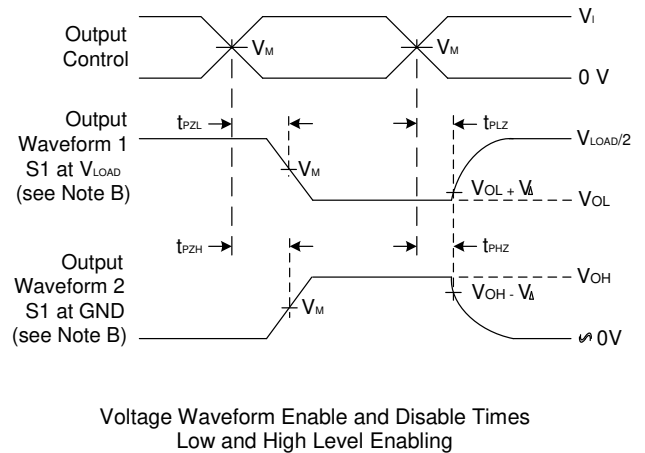 Output
Control
VM
VM
VI
0 V
Output
Waveform 1
S1 at VLOAD
(see Note B)
tPZL
VM
tPLZ
VLOAD/2
VOL + VΔ
VOL
Output
Waveform 2
S1 at GND
(see Note B)
tPZH
VM
tPHZ
VOH
VOH - VΔ
∽0V
Voltage Waveform Enable and Disable Times
Low and High Level Enabling